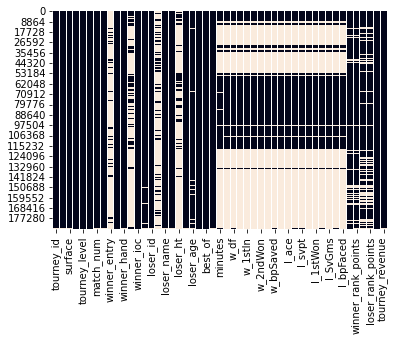 0
8864
17728
26592
35456
44320
53184
62048
70912
79776
88640
97504
106368
115232
124096
132960
141824
150688
159552
168416
177280
tourney_id
surface
tourney_level
match_num
winner_entry
winner_hand
winner_ioc
loser_id
loser_name
loser_ht
loser_age
best_of
minutes
w_df
w_1stIn
w_2ndWon
w_bpSaved
l_ace
l_svpt
l_1stWon
l_SvGms
l_bpFaced
winner_rank_points
loser_rank_points
tourney_revenue